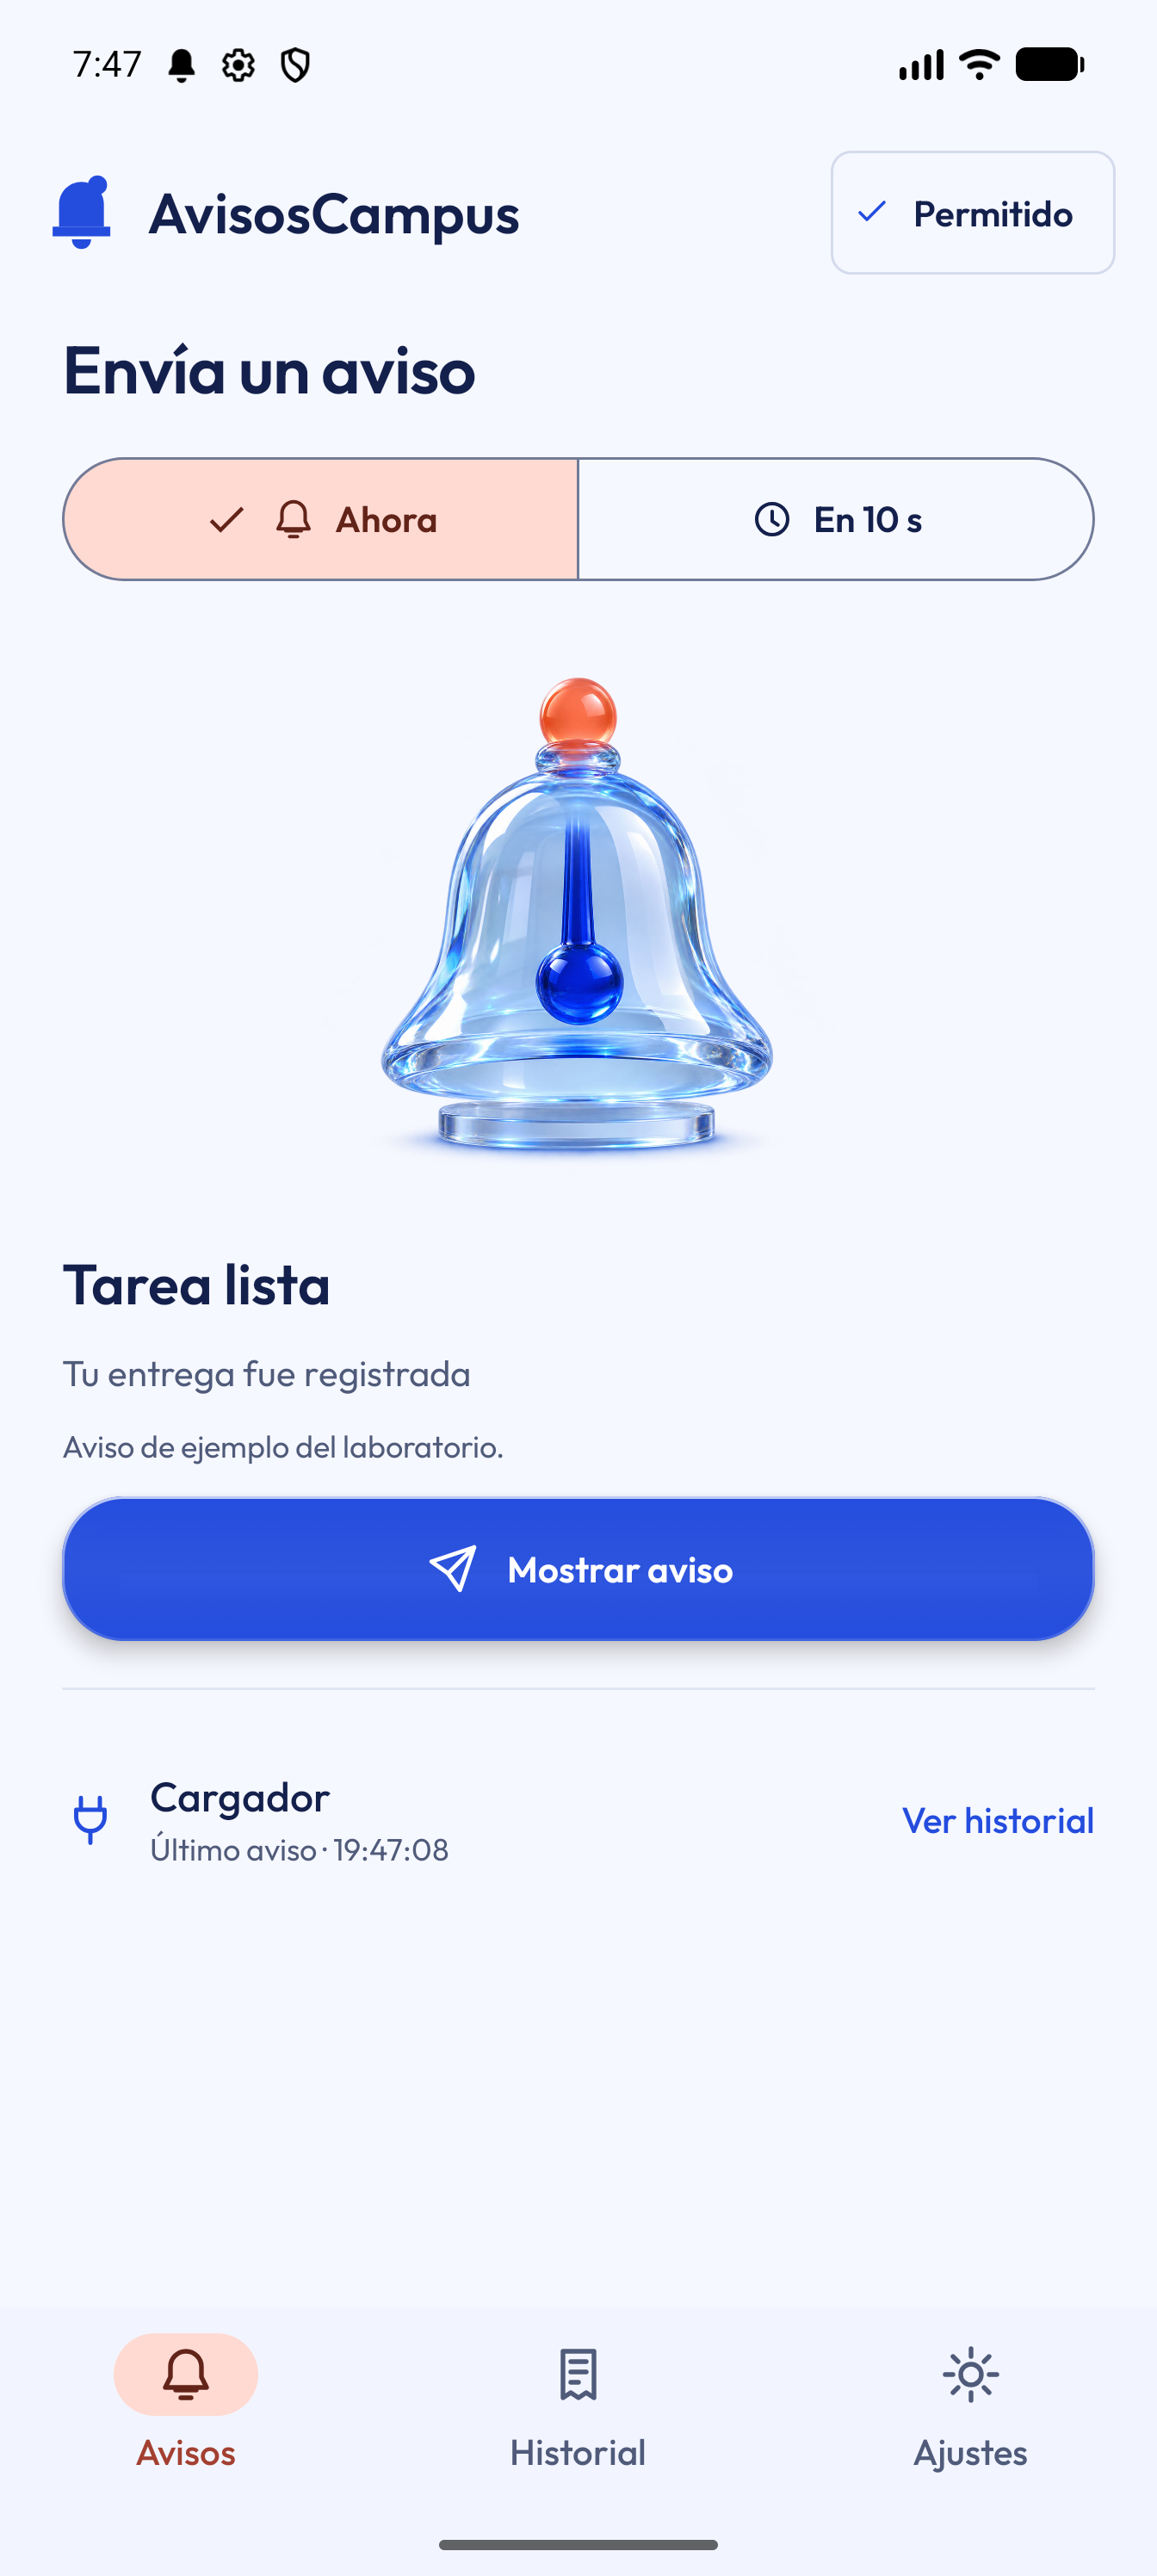 7:47
AvisosCampus
Permitido
Envía un aviso
Ahora
En 10 s
Tarea lista
Tu entrega fue registrada
Aviso de ejemplo del laboratorio.
Mostrar aviso
Cargador
Último aviso · 19:47:08
Ver historial
Avisos
Historial
Ajustes